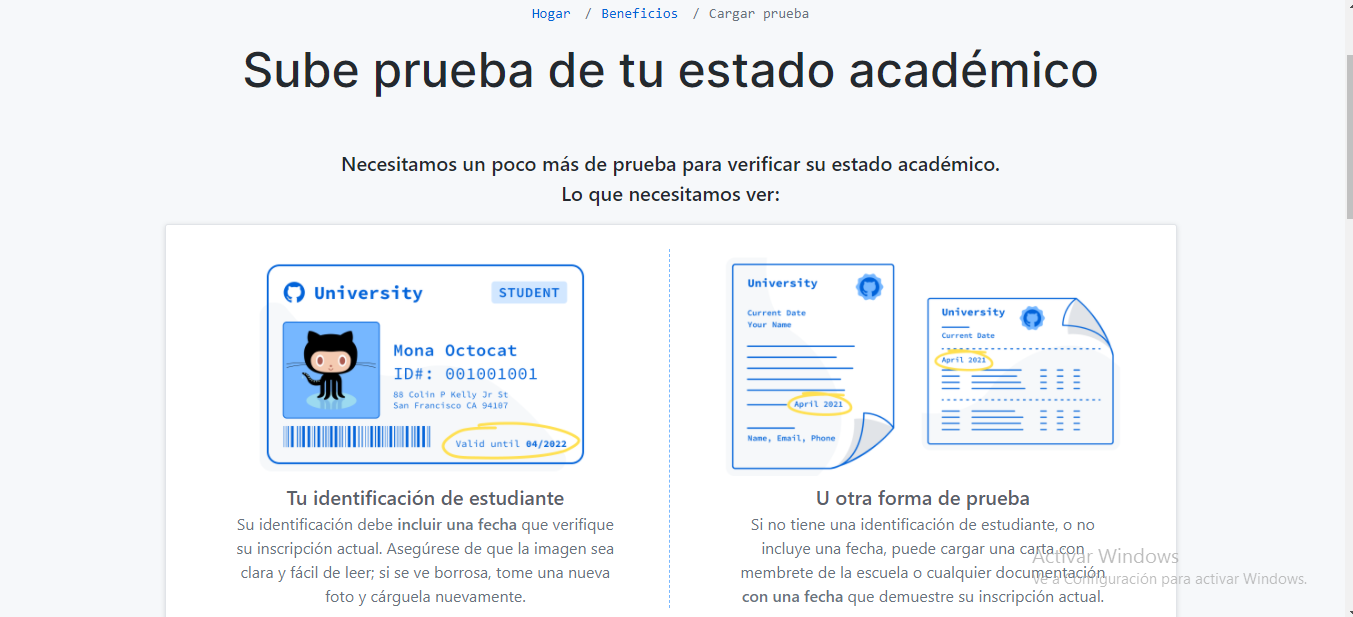 Hogar / Beneficios / Cargar prueba
Sube prueba de tu estado académico
Necesitamos un poco más de prueba para verificar su estado académico.
Lo que necesitamos ver:
University
STUDENT
Mona Octocat
ID#: 001001001
88 Colin P Kelly Jr St
San Francisco CA 94107
Valid until 04/2022
University
Current Date
Your Name
April 2021
Name, Email, Phone
University
Current Date
April 2021
Tu identificación de estudiante
Su identificación debe incluir una fecha que verifique
su inscripción actual. Asegúrese de que la imagen sea
clara y fácil de leer; si se ve borrosa, tome una nueva
foto y cárguela nuevamente.
U otra forma de prueba
Si no tiene una identificación de estudiante, o no
incluye una fecha, puede cargar una carta con
membrete de la escuela o cualquier documentación
con una fecha que demuestre su inscripción actual.
Activar Windows
Ve a Configuración para activar Windows.